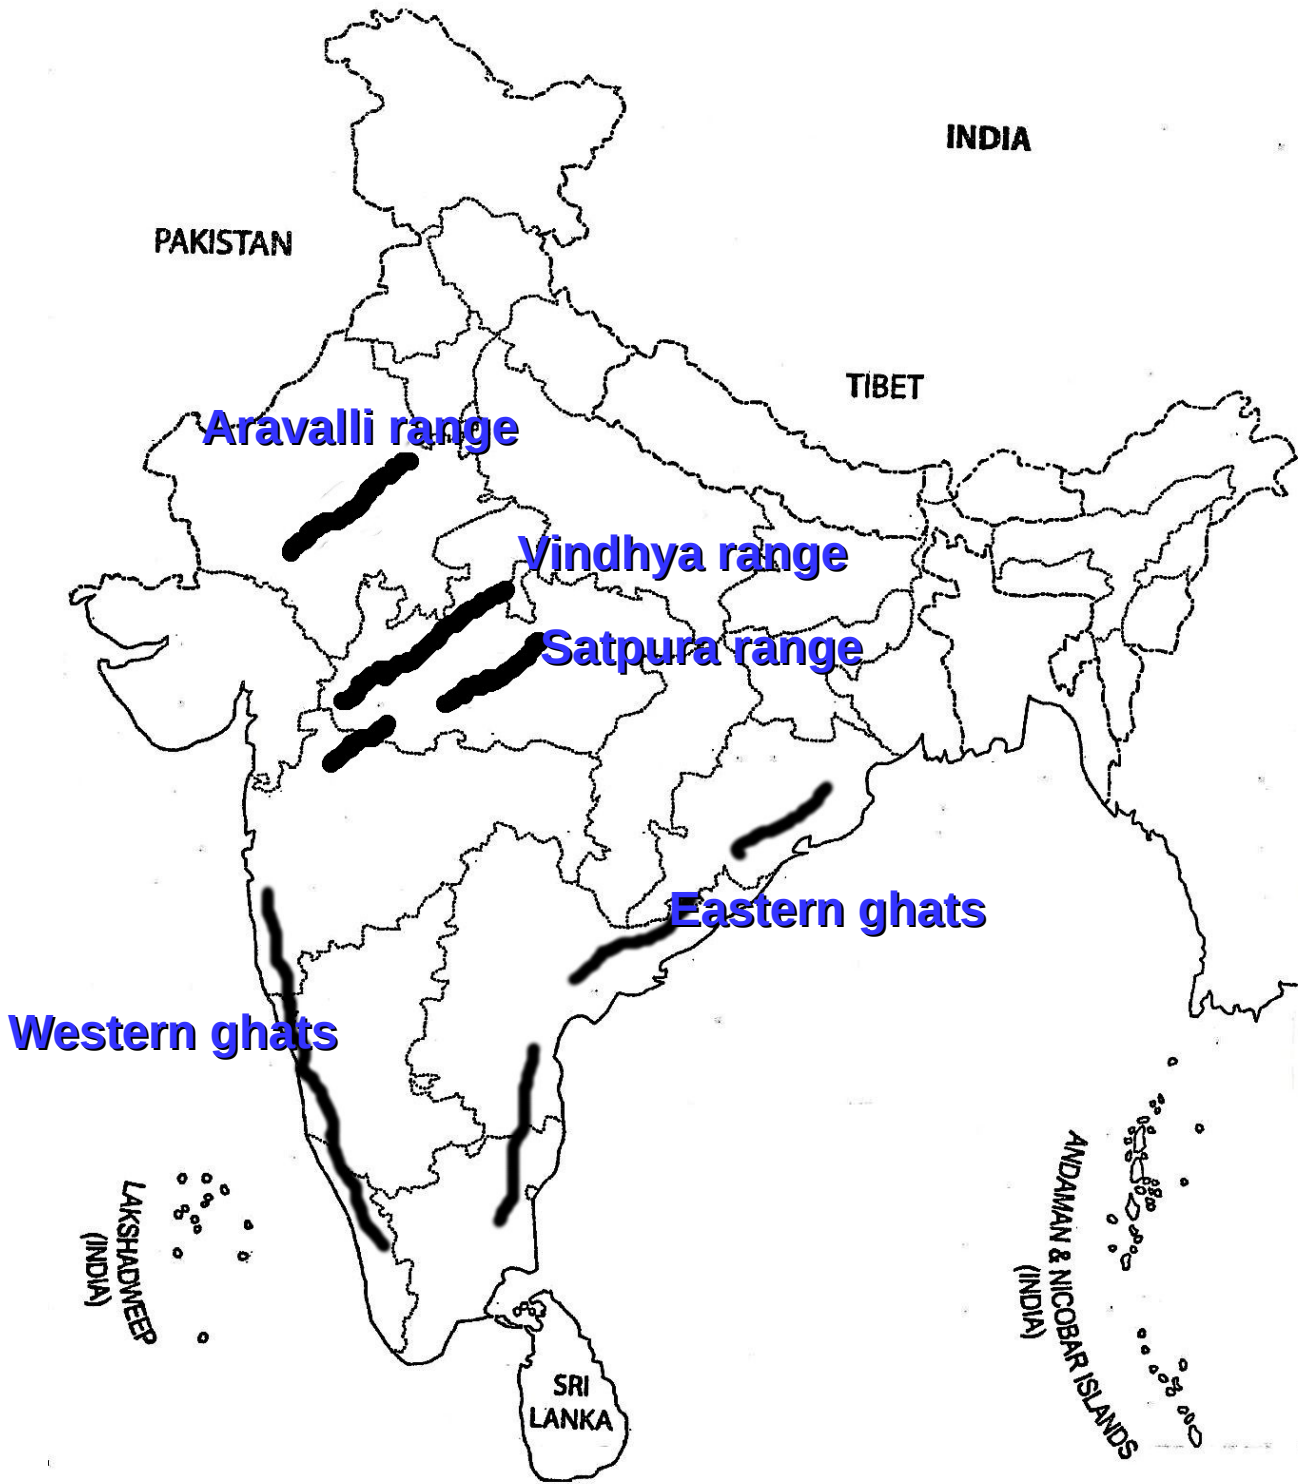 INDIA
PAKISTAN
TIBET
Aravalli range
Vindhya range
Satpura range
Eastern ghats
Western ghats
LAKSHADWEEP
(INDIA)
ANDAMAN & NICOBAR ISLANDS
(INDIA)
SRI
LANKA